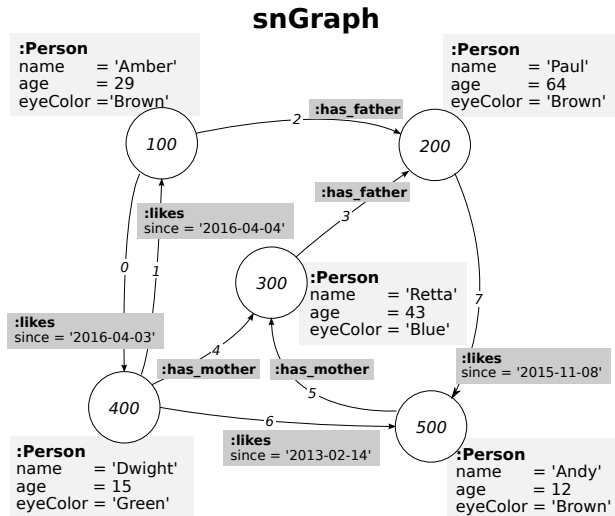 snGraph
:Person
name = 'Amber'
age = 29
eyeColor ='Brown'
:Person
name = 'Paul'
age = 64
eyeColor = 'Brown'
:has_father
2
100
200
:has_father
3
:likes
since = '2016-04-04'
0
1
300
:Person
name = 'Retta'
age = 43
eyeColor = 'Blue'
7
:likes
since = '2016-04-03'
4
:has_mother
:has_mother
5
:likes
since = '2015-11-08'
400
6
500
:likes
since = '2013-02-14'
:Person
name = 'Dwight'
age = 15
eyeColor = 'Green'
:Person
name = 'Andy'
age = 12
eyeColor = 'Brown'